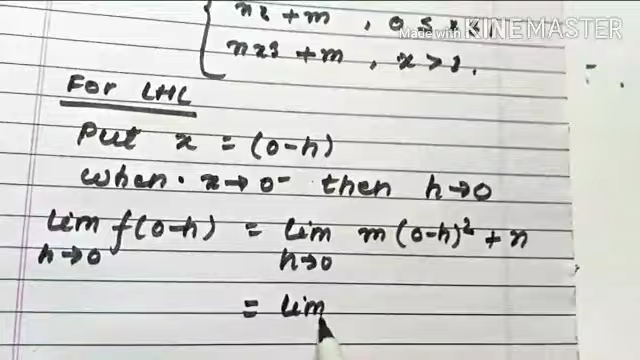 nx + m , 0 ≤ x
Made with KINEMASTER
nx3 + m , x > 1.
For LHL
Put x = (0-h)
when x → 0- then h → 0
Lim f(0-h) = Lim m(0-h)² + n
h→0 h→0
= Lim